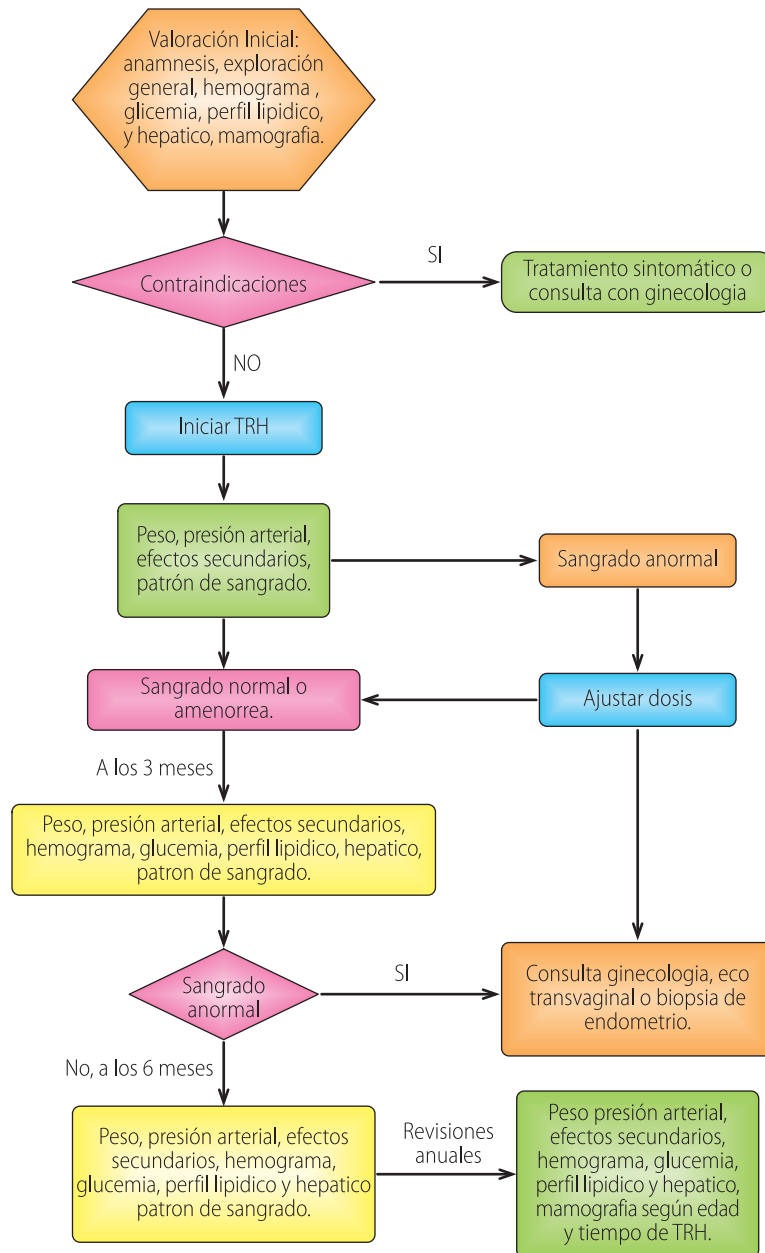 Valoración Inicial:
anamnesis, exploración
general, hemograma ,
glicemia, perfil lipidico,
y hepatico, mamografia.
Contraindicaciones
SI
Tratamiento sintomático o
consulta con ginecologia
NO
Iniciar TRH
Peso, presión arterial,
efectos secundarios,
patrón de sangrado.
Sangrado anormal
Sangrado normal o
amenorrea.
Ajustar dosis
A los 3 meses
Peso, presión arterial, efectos secundarios,
hemograma, glucemia, perfil lipidico, hepatico,
patron de sangrado.
Sangrado
anormal
SI
Consulta ginecologia, eco
transvaginal o biopsia de
endometrio.
No, a los 6 meses
Peso, presión arterial, efectos
secundarios, hemograma,
glucemia, perfil lipidico y hepatico
patron de sangrado.
Revisiones
anuales
Peso presión arterial,
efectos secundarios,
hemograma, glucemia,
perfil lipidico y hepatico,
mamografia según edad
y tiempo de TRH.